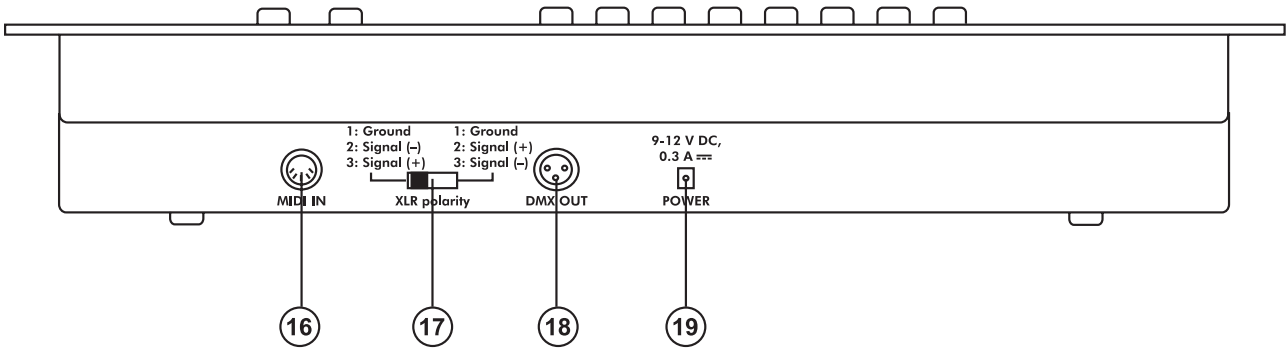 1: Ground
2: Signal (–)
3: Signal (+)
1: Ground
2: Signal (+)
3: Signal (–)
9-12 V DC,
0.3 A ⎓
MIDI IN
XLR polarity
DMX OUT
POWER
16
17
18
19